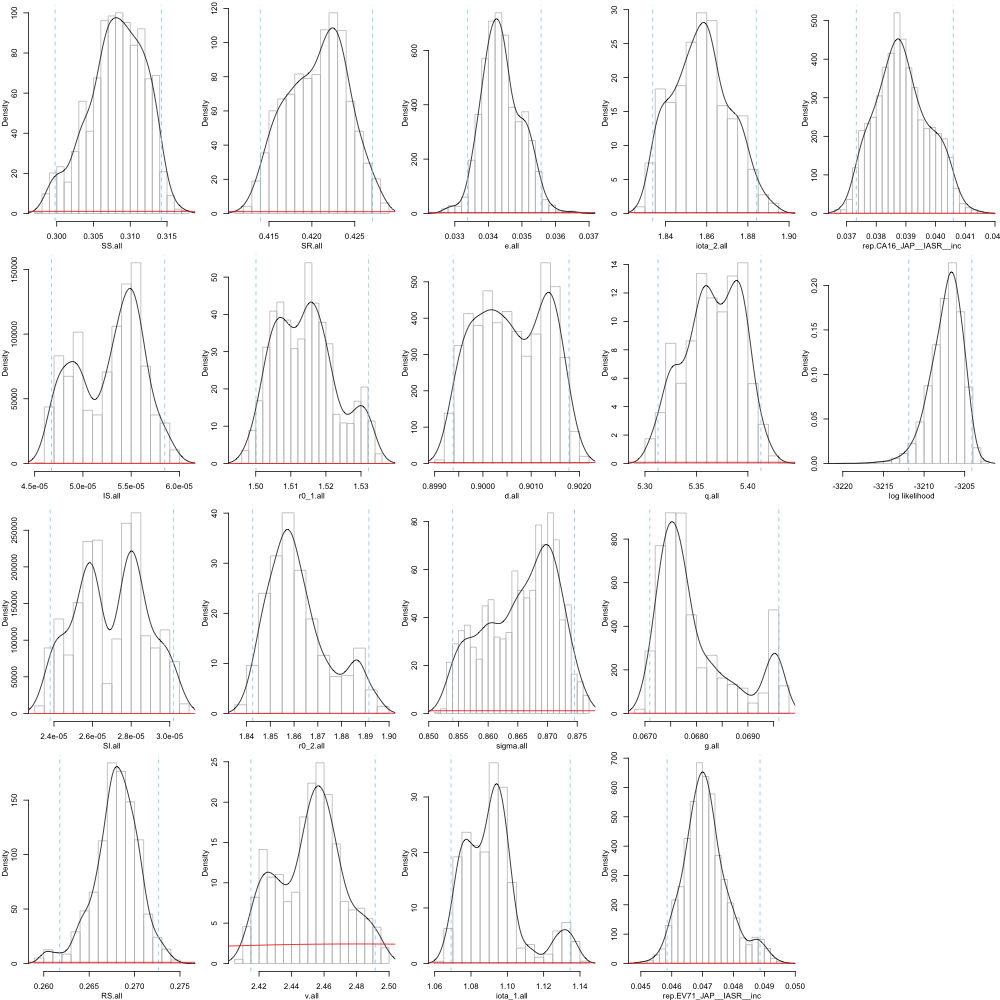 Density
0 20 40 60 80 100
0.300 0.305 0.310 0.315
SS.all
Density
0 20 40 60 80 100 120
0.415 0.420 0.425
SR.all
Density
0 200 400 600
0.033 0.034 0.035 0.036 0.037
e.all
Density
0 5 10 15 20 25 30
1.84 1.86 1.88 1.90
iota_2.all
Density
0 100 200 300 400 500
0.037 0.038 0.039 0.040 0.041 0.04
rep.CA16_JAP__IASR__inc
Density
0 50000 100000 150000
4.5e-05 5.0e-05 5.5e-05 6.0e-05
IS.all
Density
0 10 20 30 40 50
1.50 1.51 1.52 1.53
r0_1.all
Density
0 100 200 300 400 500
0.8990 0.9000 0.9010 0.9020
d.all
Density
0 2 4 6 8 10 12 14
5.30 5.35 5.40
q.all
Density
0.00 0.05 0.10 0.15 0.20
-3220 -3215 -3210 -3205
log likelihood
Density
0 50000 100000 150000 200000 250000
2.4e-05 2.6e-05 2.8e-05 3.0e-05
SI.all
Density
0 10 20 30 40
1.84 1.85 1.86 1.87 1.88 1.89 1.90
r0_2.all
Density
0 20 40 60 80
0.850 0.855 0.860 0.865 0.870 0.875
sigma.all
Density
0 200 400 600 800
0.0670 0.0680 0.0690
g.all
Density
0 50 100 150
0.260 0.265 0.270 0.275
RS.all
Density
0 5 10 15 20 25
2.42 2.44 2.46 2.48 2.50
v.all
Density
0 10 20 30
1.06 1.08 1.10 1.12 1.14
iota_1.all
Density
0 100 200 300 400 500 600 700
0.045 0.046 0.047 0.048 0.049 0.050
rep.EV71_JAP__IASR__inc